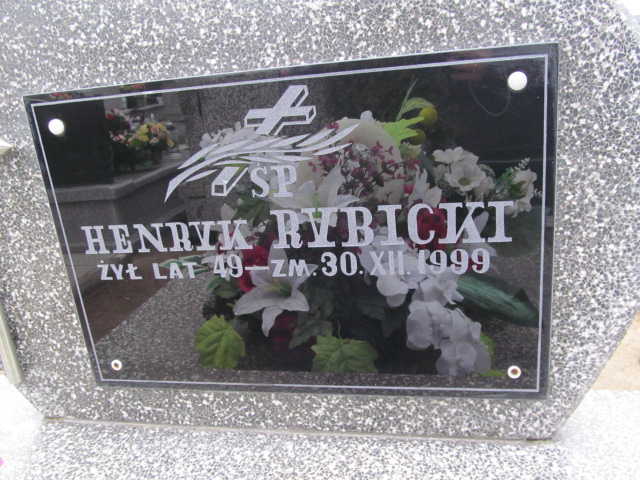 SP
HENRYK RYBICKI
ŻYŁ LAT 49 – ZM. 30. XII. 1999